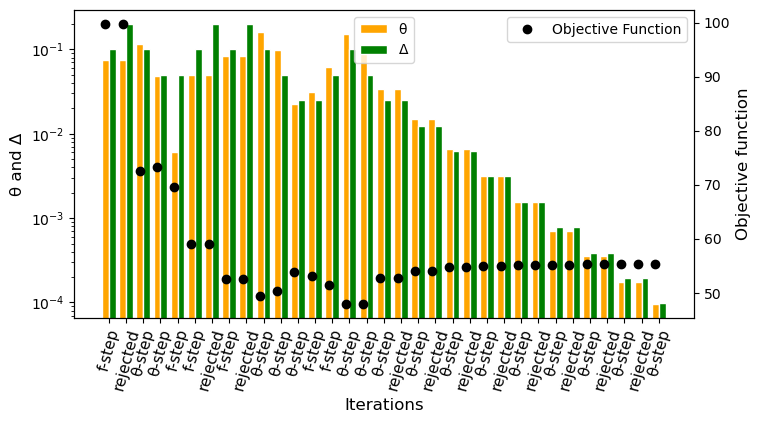 θ
Δ
Objective Function
10⁻¹
10⁻²
10⁻³
10⁻⁴
θ and Δ
100
90
80
70
60
50
Objective function
f-step
rejected
θ-step
θ-step
f-step
f-step
rejected
f-step
rejected
θ-step
θ-step
θ-step
f-step
f-step
θ-step
θ-step
θ-step
rejected
θ-step
rejected
θ-step
rejected
θ-step
rejected
θ-step
rejected
θ-step
rejected
θ-step
rejected
θ-step
rejected
θ-step
Iterations